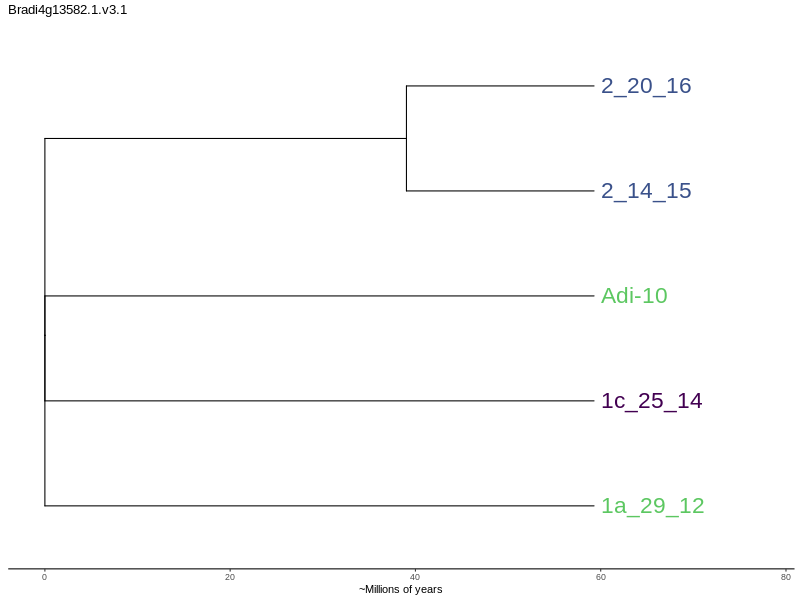 Bradi4g13582.1.v3.1
2_20_16
2_14_15
Adi-10
1c_25_14
1a_29_12
0 20 40 60 80
~Millions of years